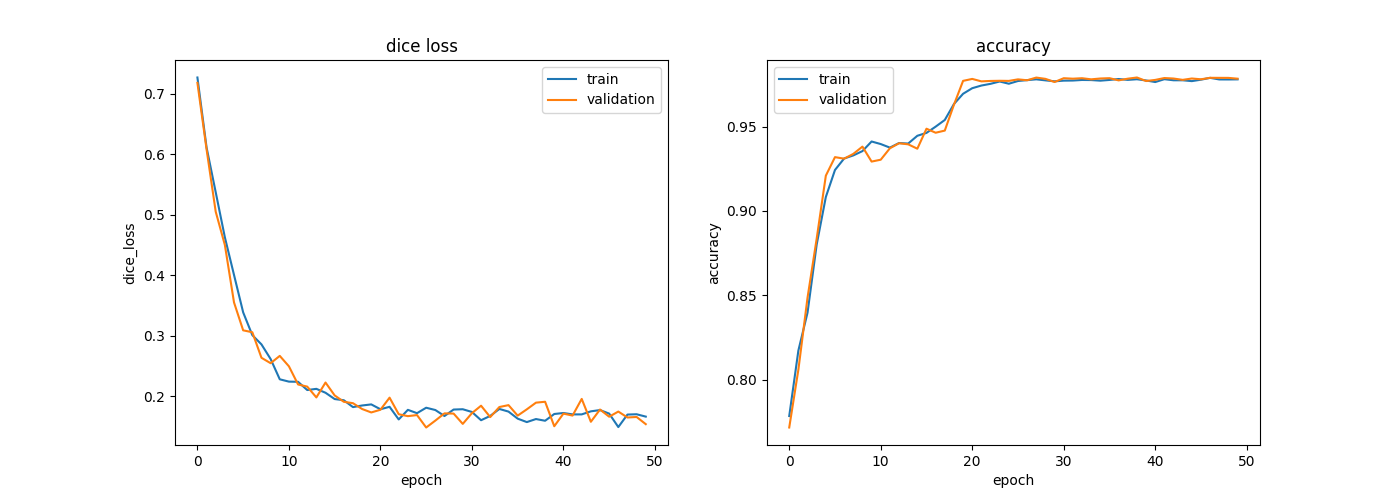 dice loss
train
validation
dice_loss
0.7
0.6
0.5
0.4
0.3
0.2
0 10 20 30 40 50
epoch
accuracy
train
validation
accuracy
0.95
0.90
0.85
0.80
0 10 20 30 40 50
epoch